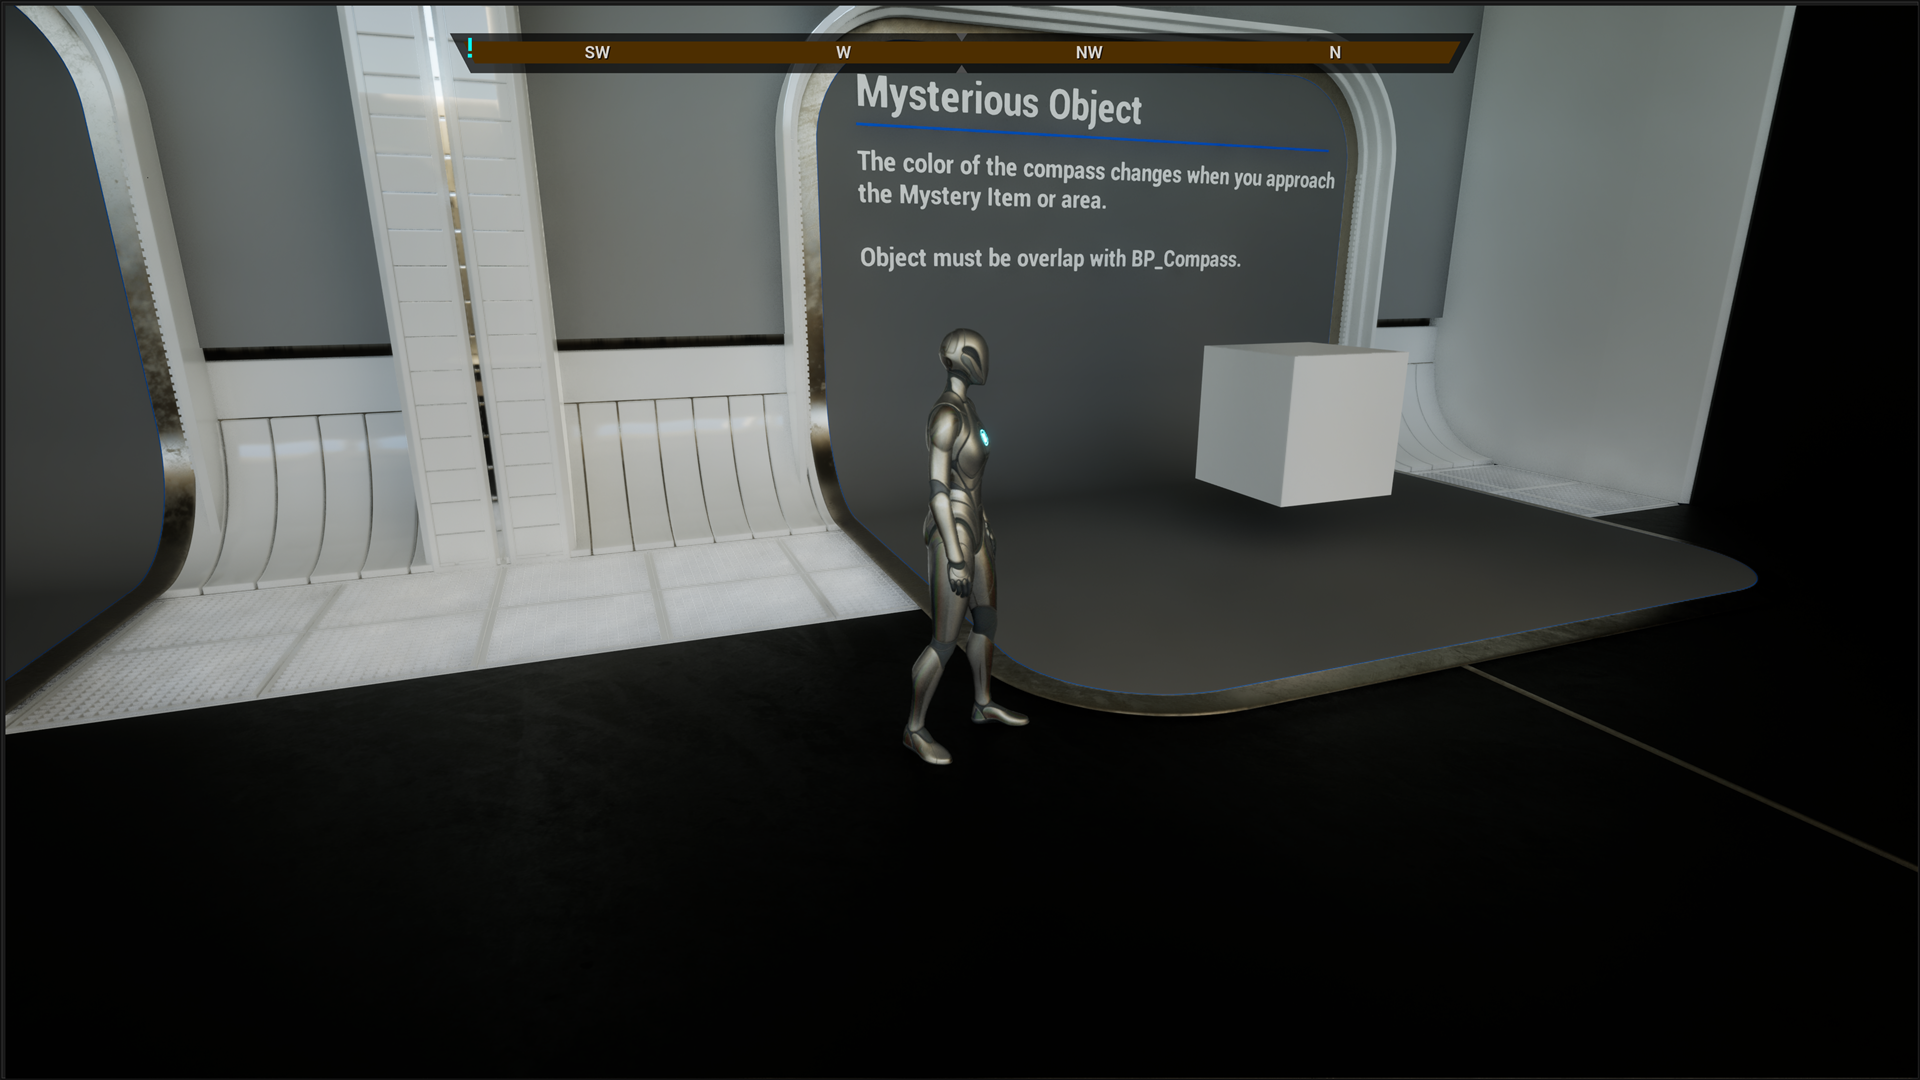 ! SW W NW N
Mysterious Object
The color of the compass changes when you approach
the Mystery Item or area.
Object must be overlap with BP_Compass.